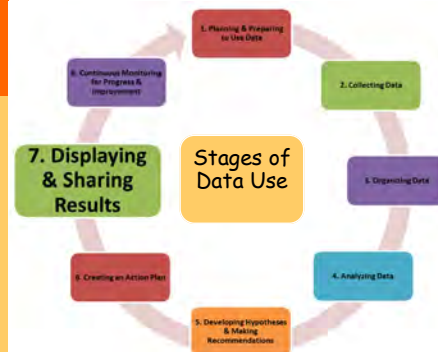 1. Planning & Preparing
to Use Data
2. Collecting Data
3. Organizing Data
4. Analyzing Data
5. Developing Hypotheses
& Making
Recommendations
6. Creating an Action Plan
7. Displaying
& Sharing
Results
8. Continuous Monitoring
for Progress &
Improvement
Stages of
Data Use